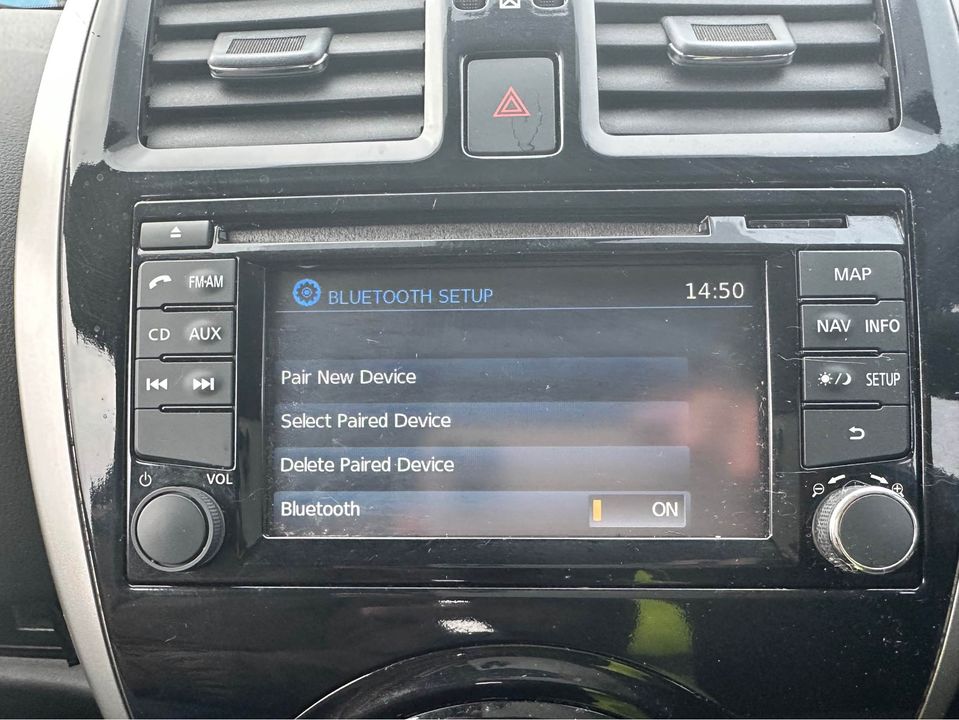 BLUETOOTH SETUP 14:50
Pair New Device
Select Paired Device
Delete Paired Device
Bluetooth ON
FM·AM
CD AUX
VOL
MAP
NAV INFO
SETUP